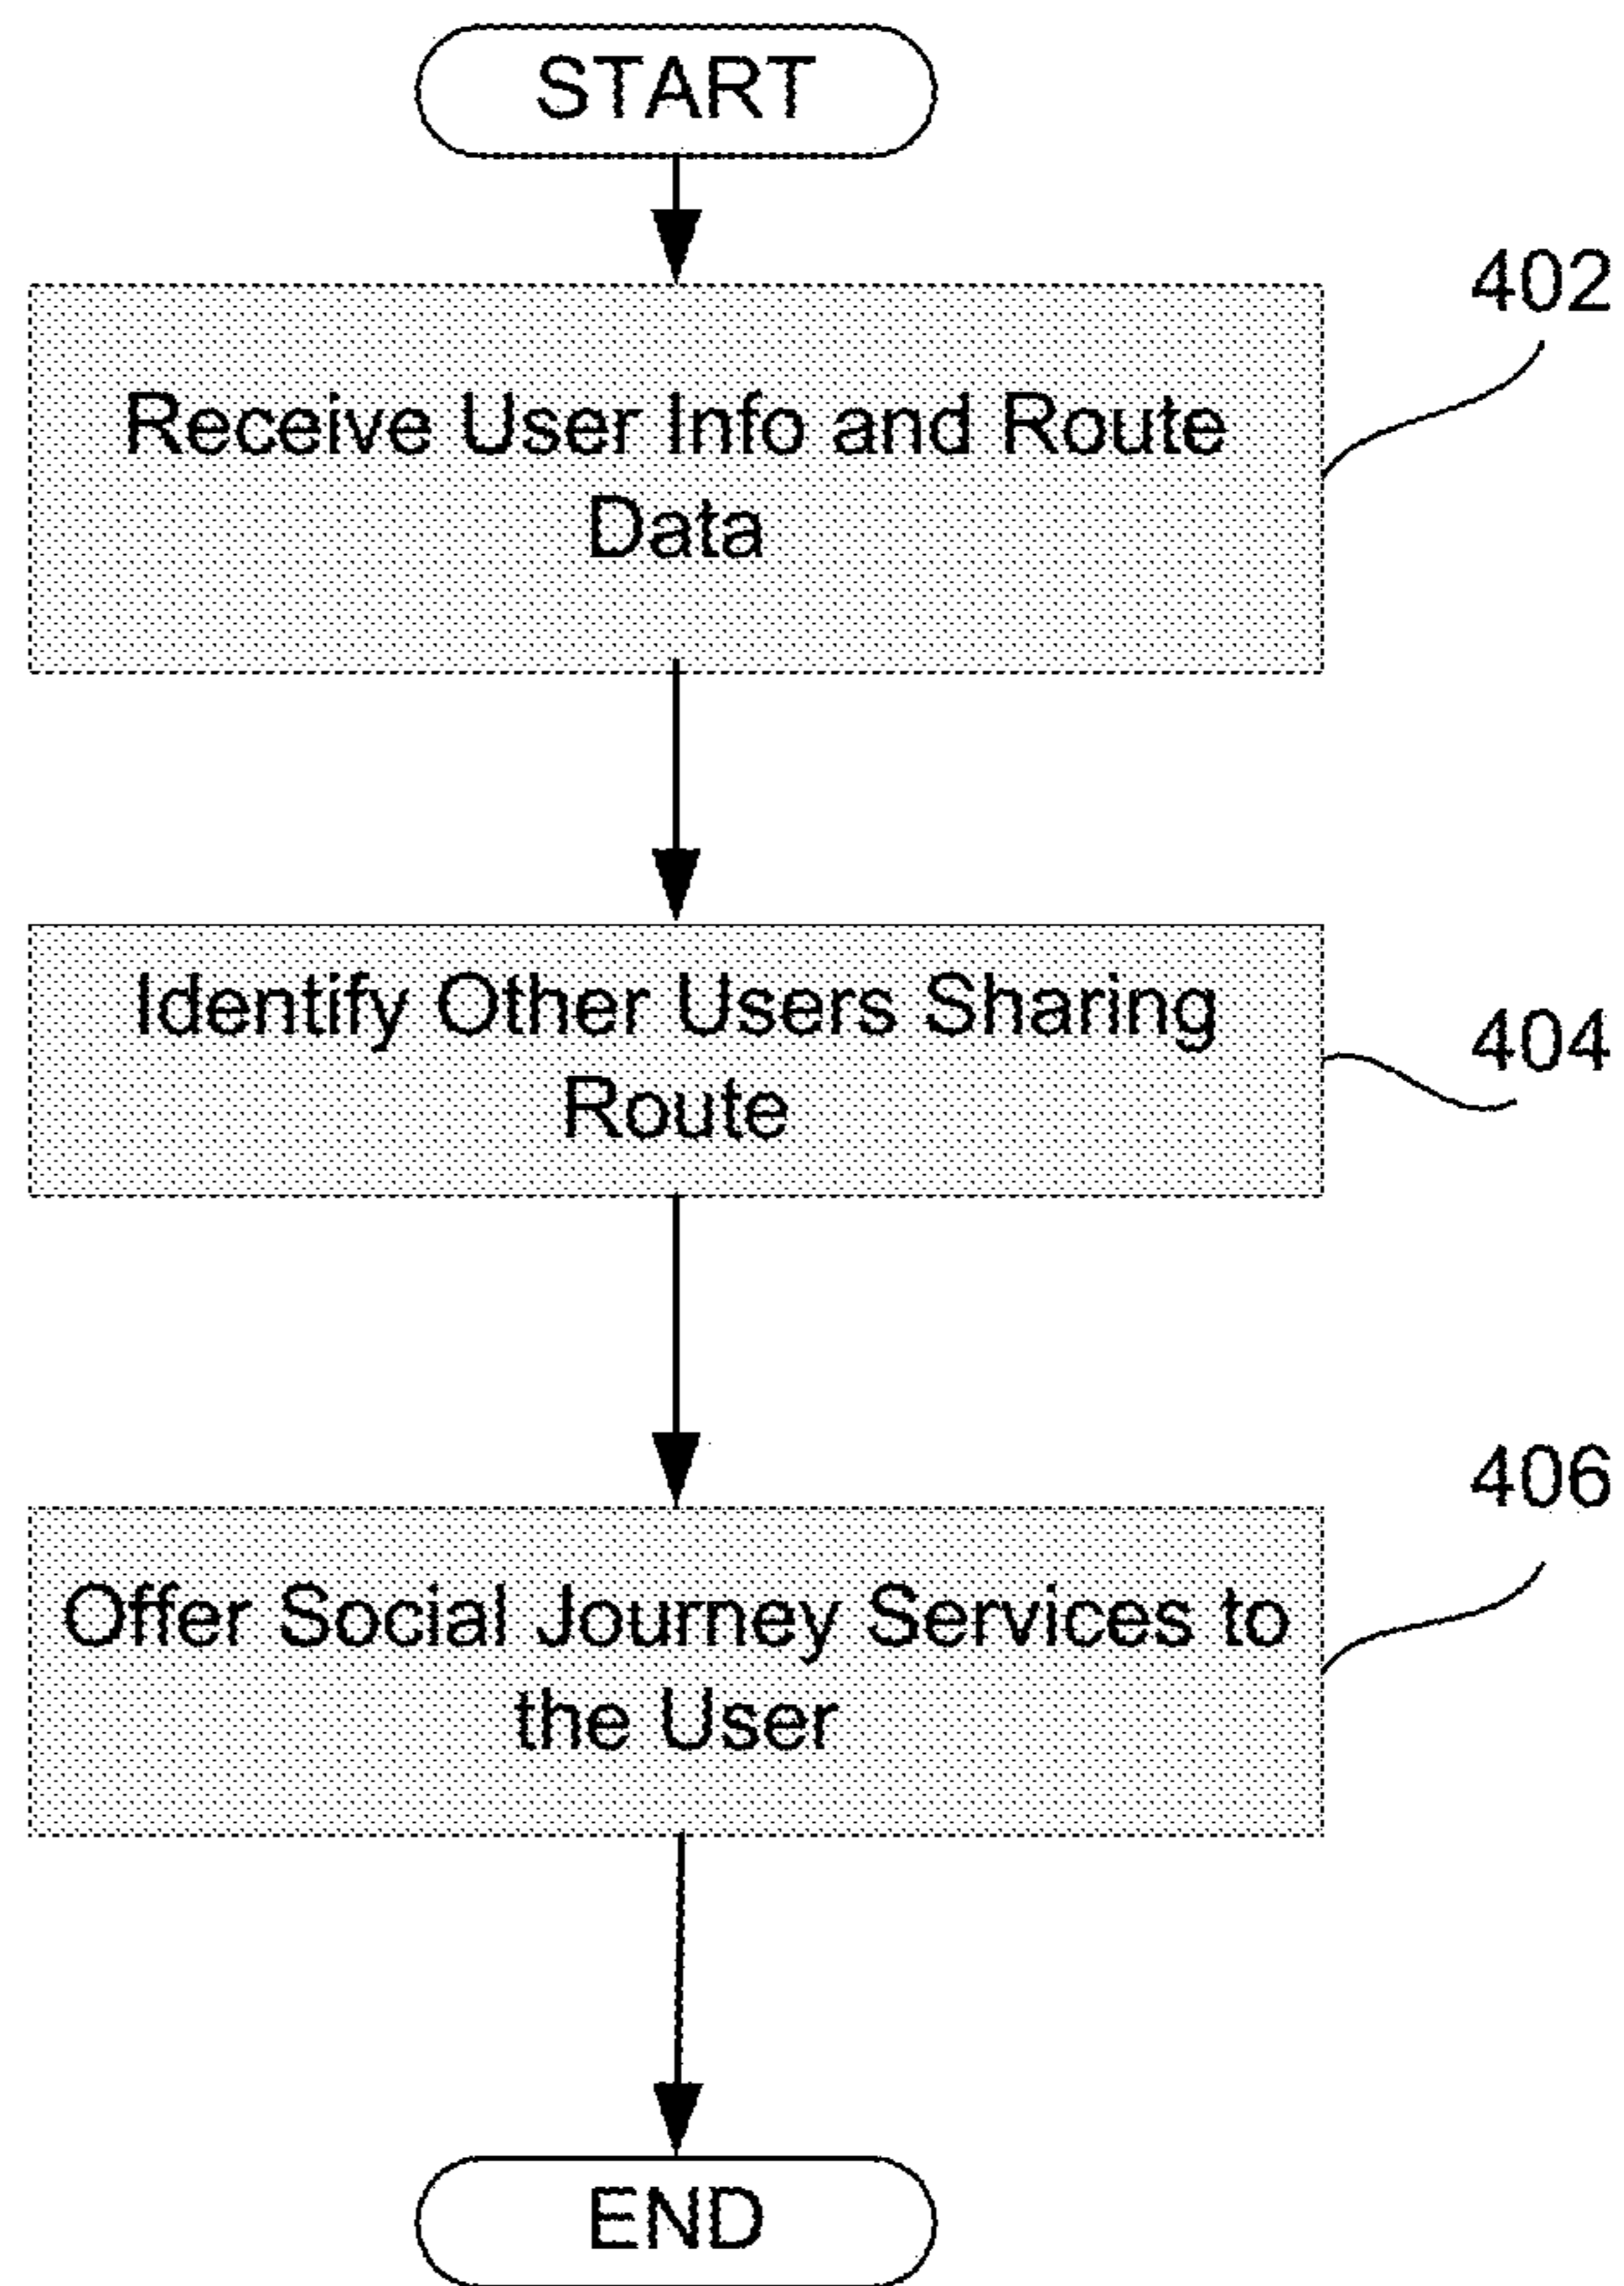 START
402
Receive User Info and Route
Data
Identify Other Users Sharing
404
Route
406
Offer Social Journey Services to
the User
END